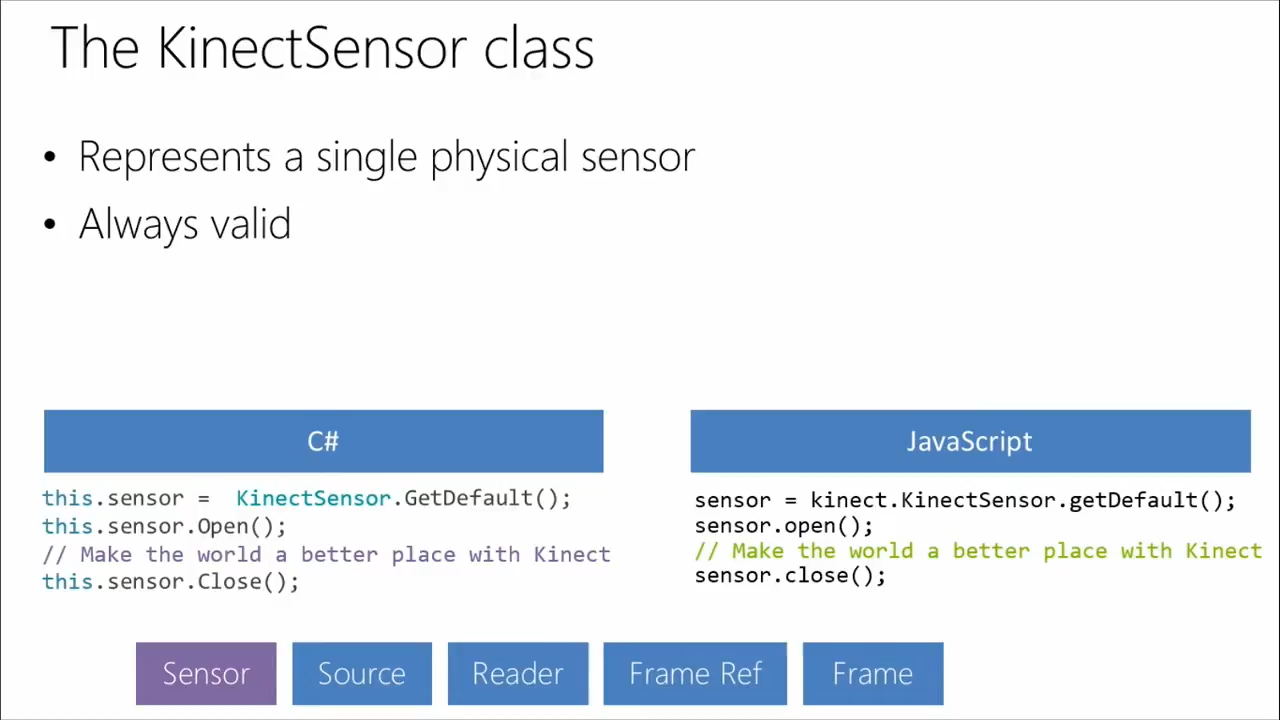 The KinectSensor class
• Represents a single physical sensor
• Always valid
C#
this.sensor = KinectSensor.GetDefault();
this.sensor.Open();
// Make the world a better place with Kinect
this.sensor.Close();
JavaScript
sensor = kinect.KinectSensor.getDefault();
sensor.open();
// Make the world a better place with Kinect
sensor.close();
Sensor
Source
Reader
Frame Ref
Frame